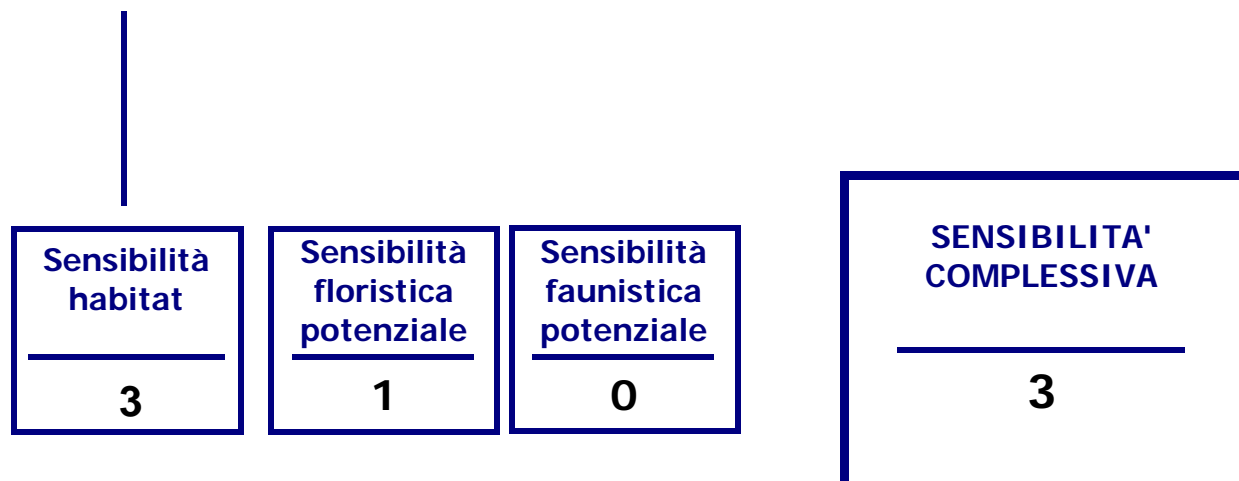 Sensibilità
habitat
3
Sensibilità
floristica
potenziale
1
Sensibilità
faunistica
potenziale
0
SENSIBILITA'
COMPLESSIVA
3